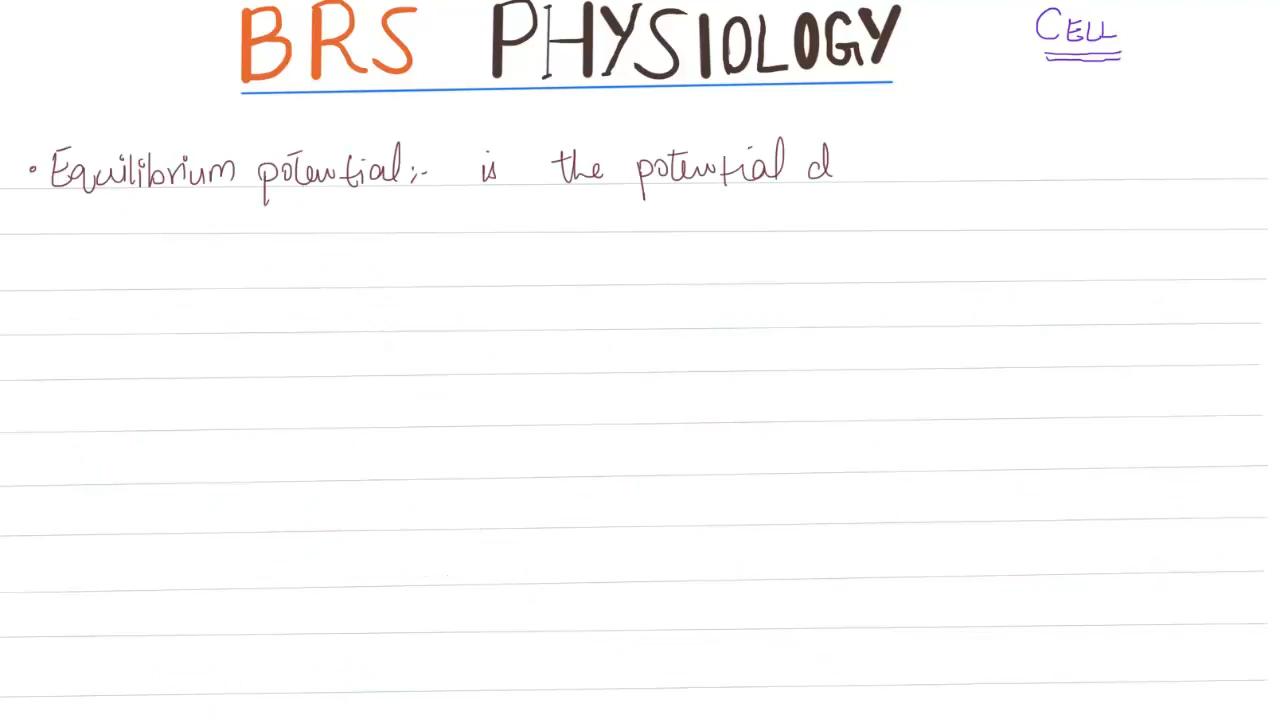 BRS PHYSIOLOGY
CELL
• Equilibrium potential:- is the potential d